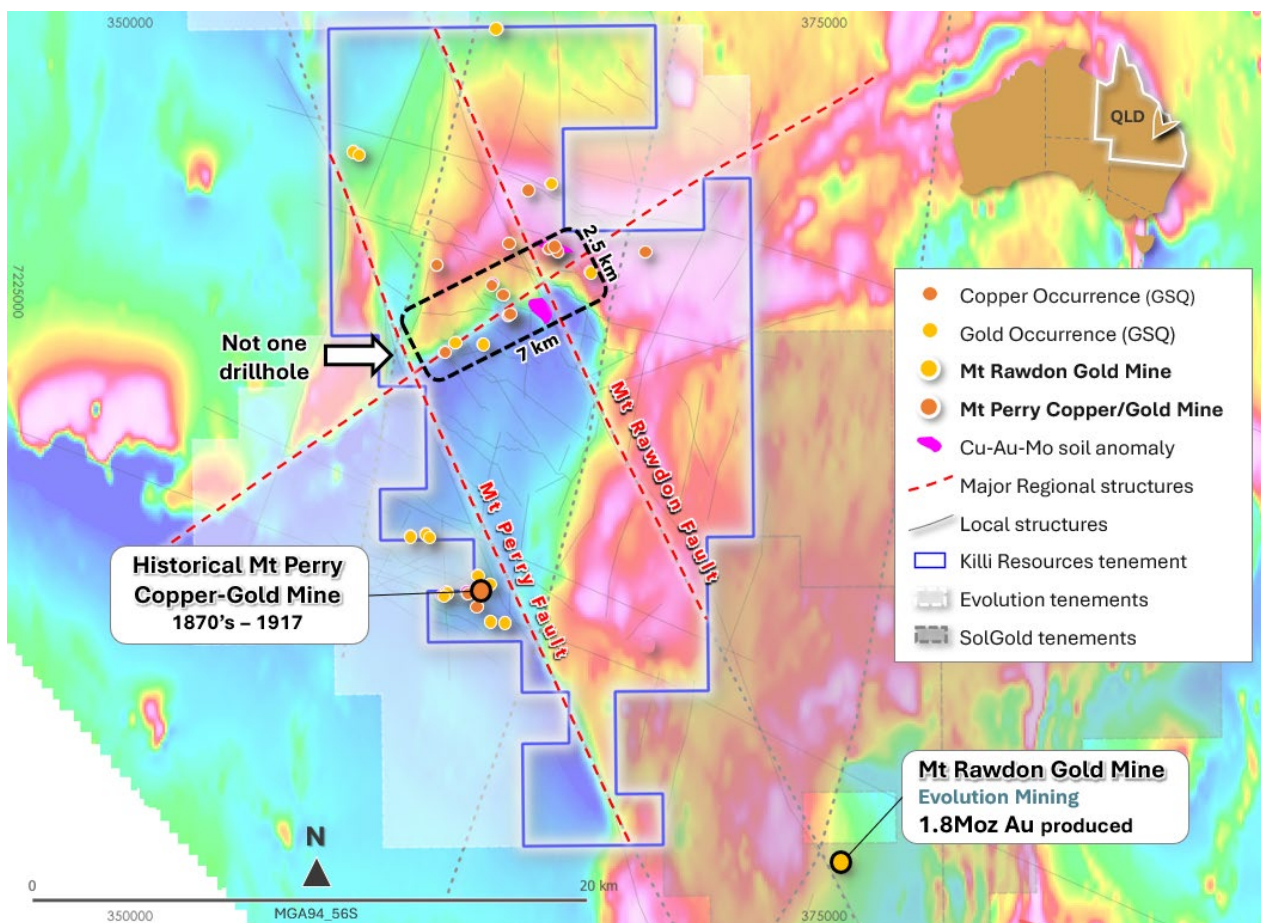 350000
375000
QLD
7225000
2.5 km
7 km
Not one
drillhole
Mt Rawdon Fault
Mt Perry Fault
Copper Occurrence (GSQ)
Gold Occurrence (GSQ)
Mt Rawdon Gold Mine
Mt Perry Copper/Gold Mine
Cu-Au-Mo soil anomaly
Major Regional structures
Local structures
Killi Resources tenement
Evolution tenements
SolGold tenements
Historical Mt Perry
Copper-Gold Mine
1870's – 1917
Mt Rawdon Gold Mine
Evolution Mining
1.8Moz Au produced
N
0
20 km
350000
MGA94_56S
375000